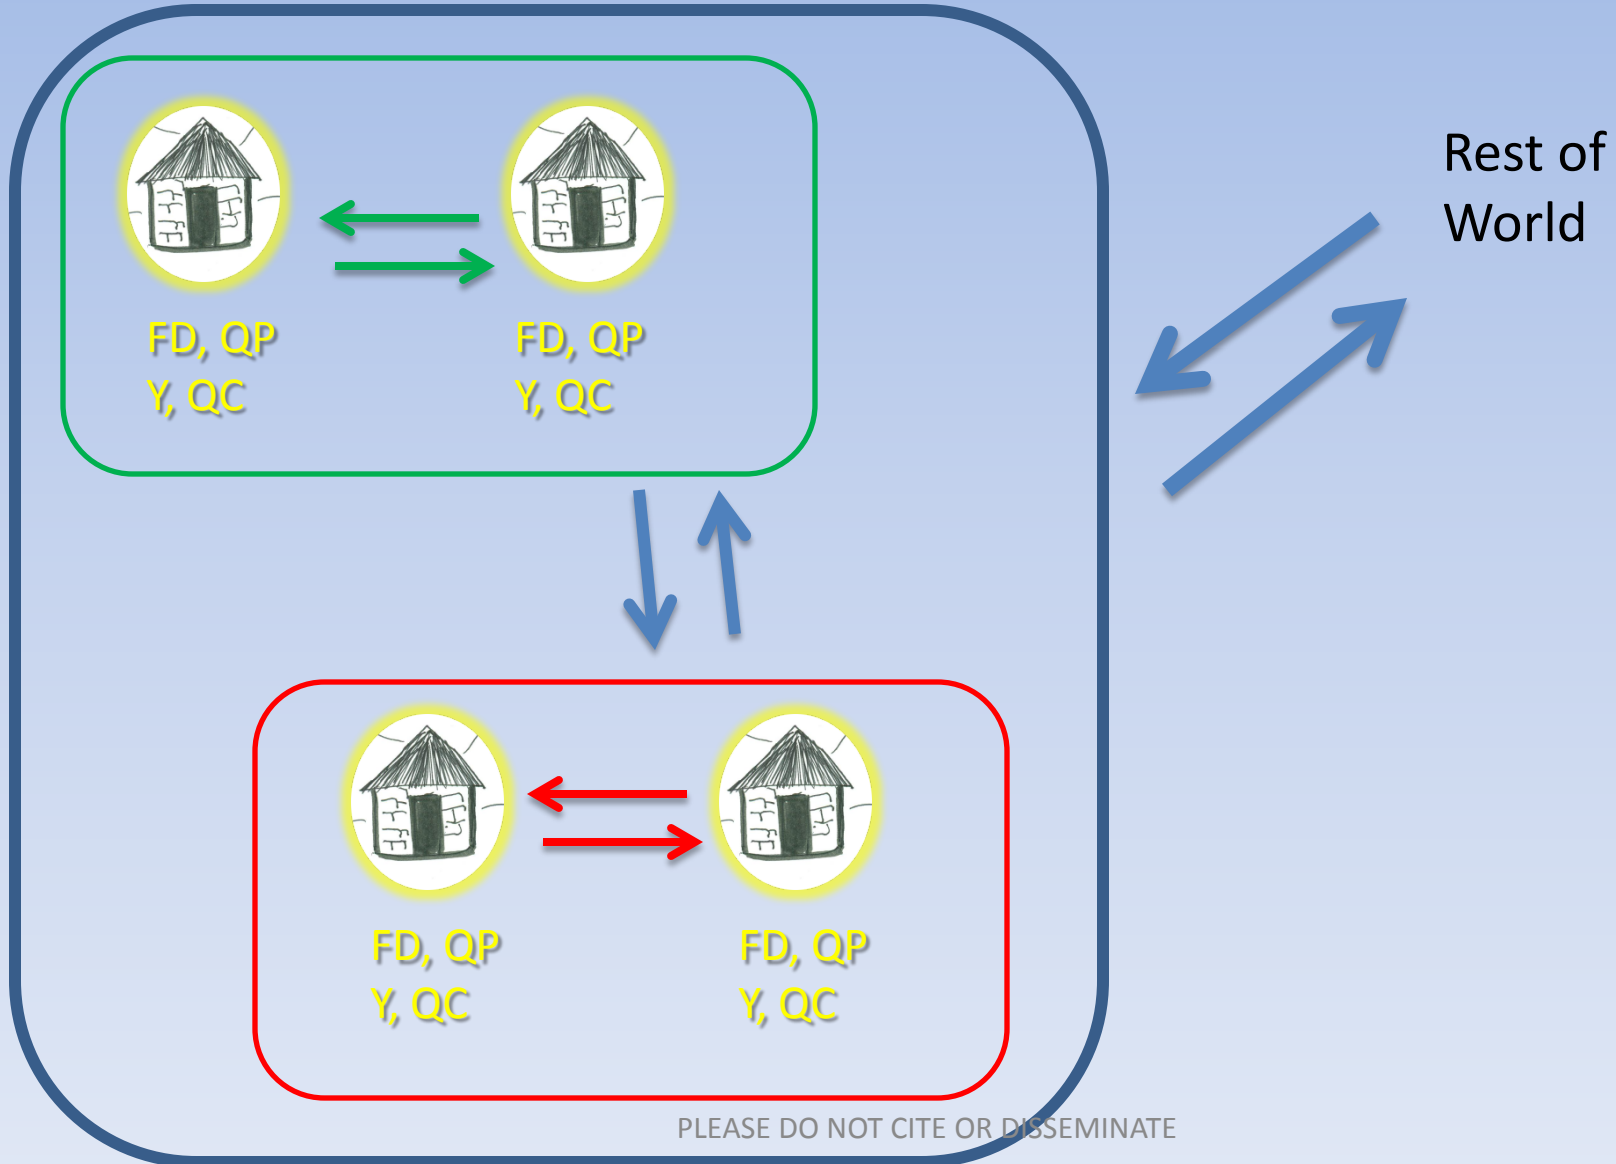 Rest of
World
FD, QP
Y, QC
FD, QP
Y, QC
FD, QP
Y, QC
FD, QP
Y, QC
PLEASE DO NOT CITE OR DISSEMINATE